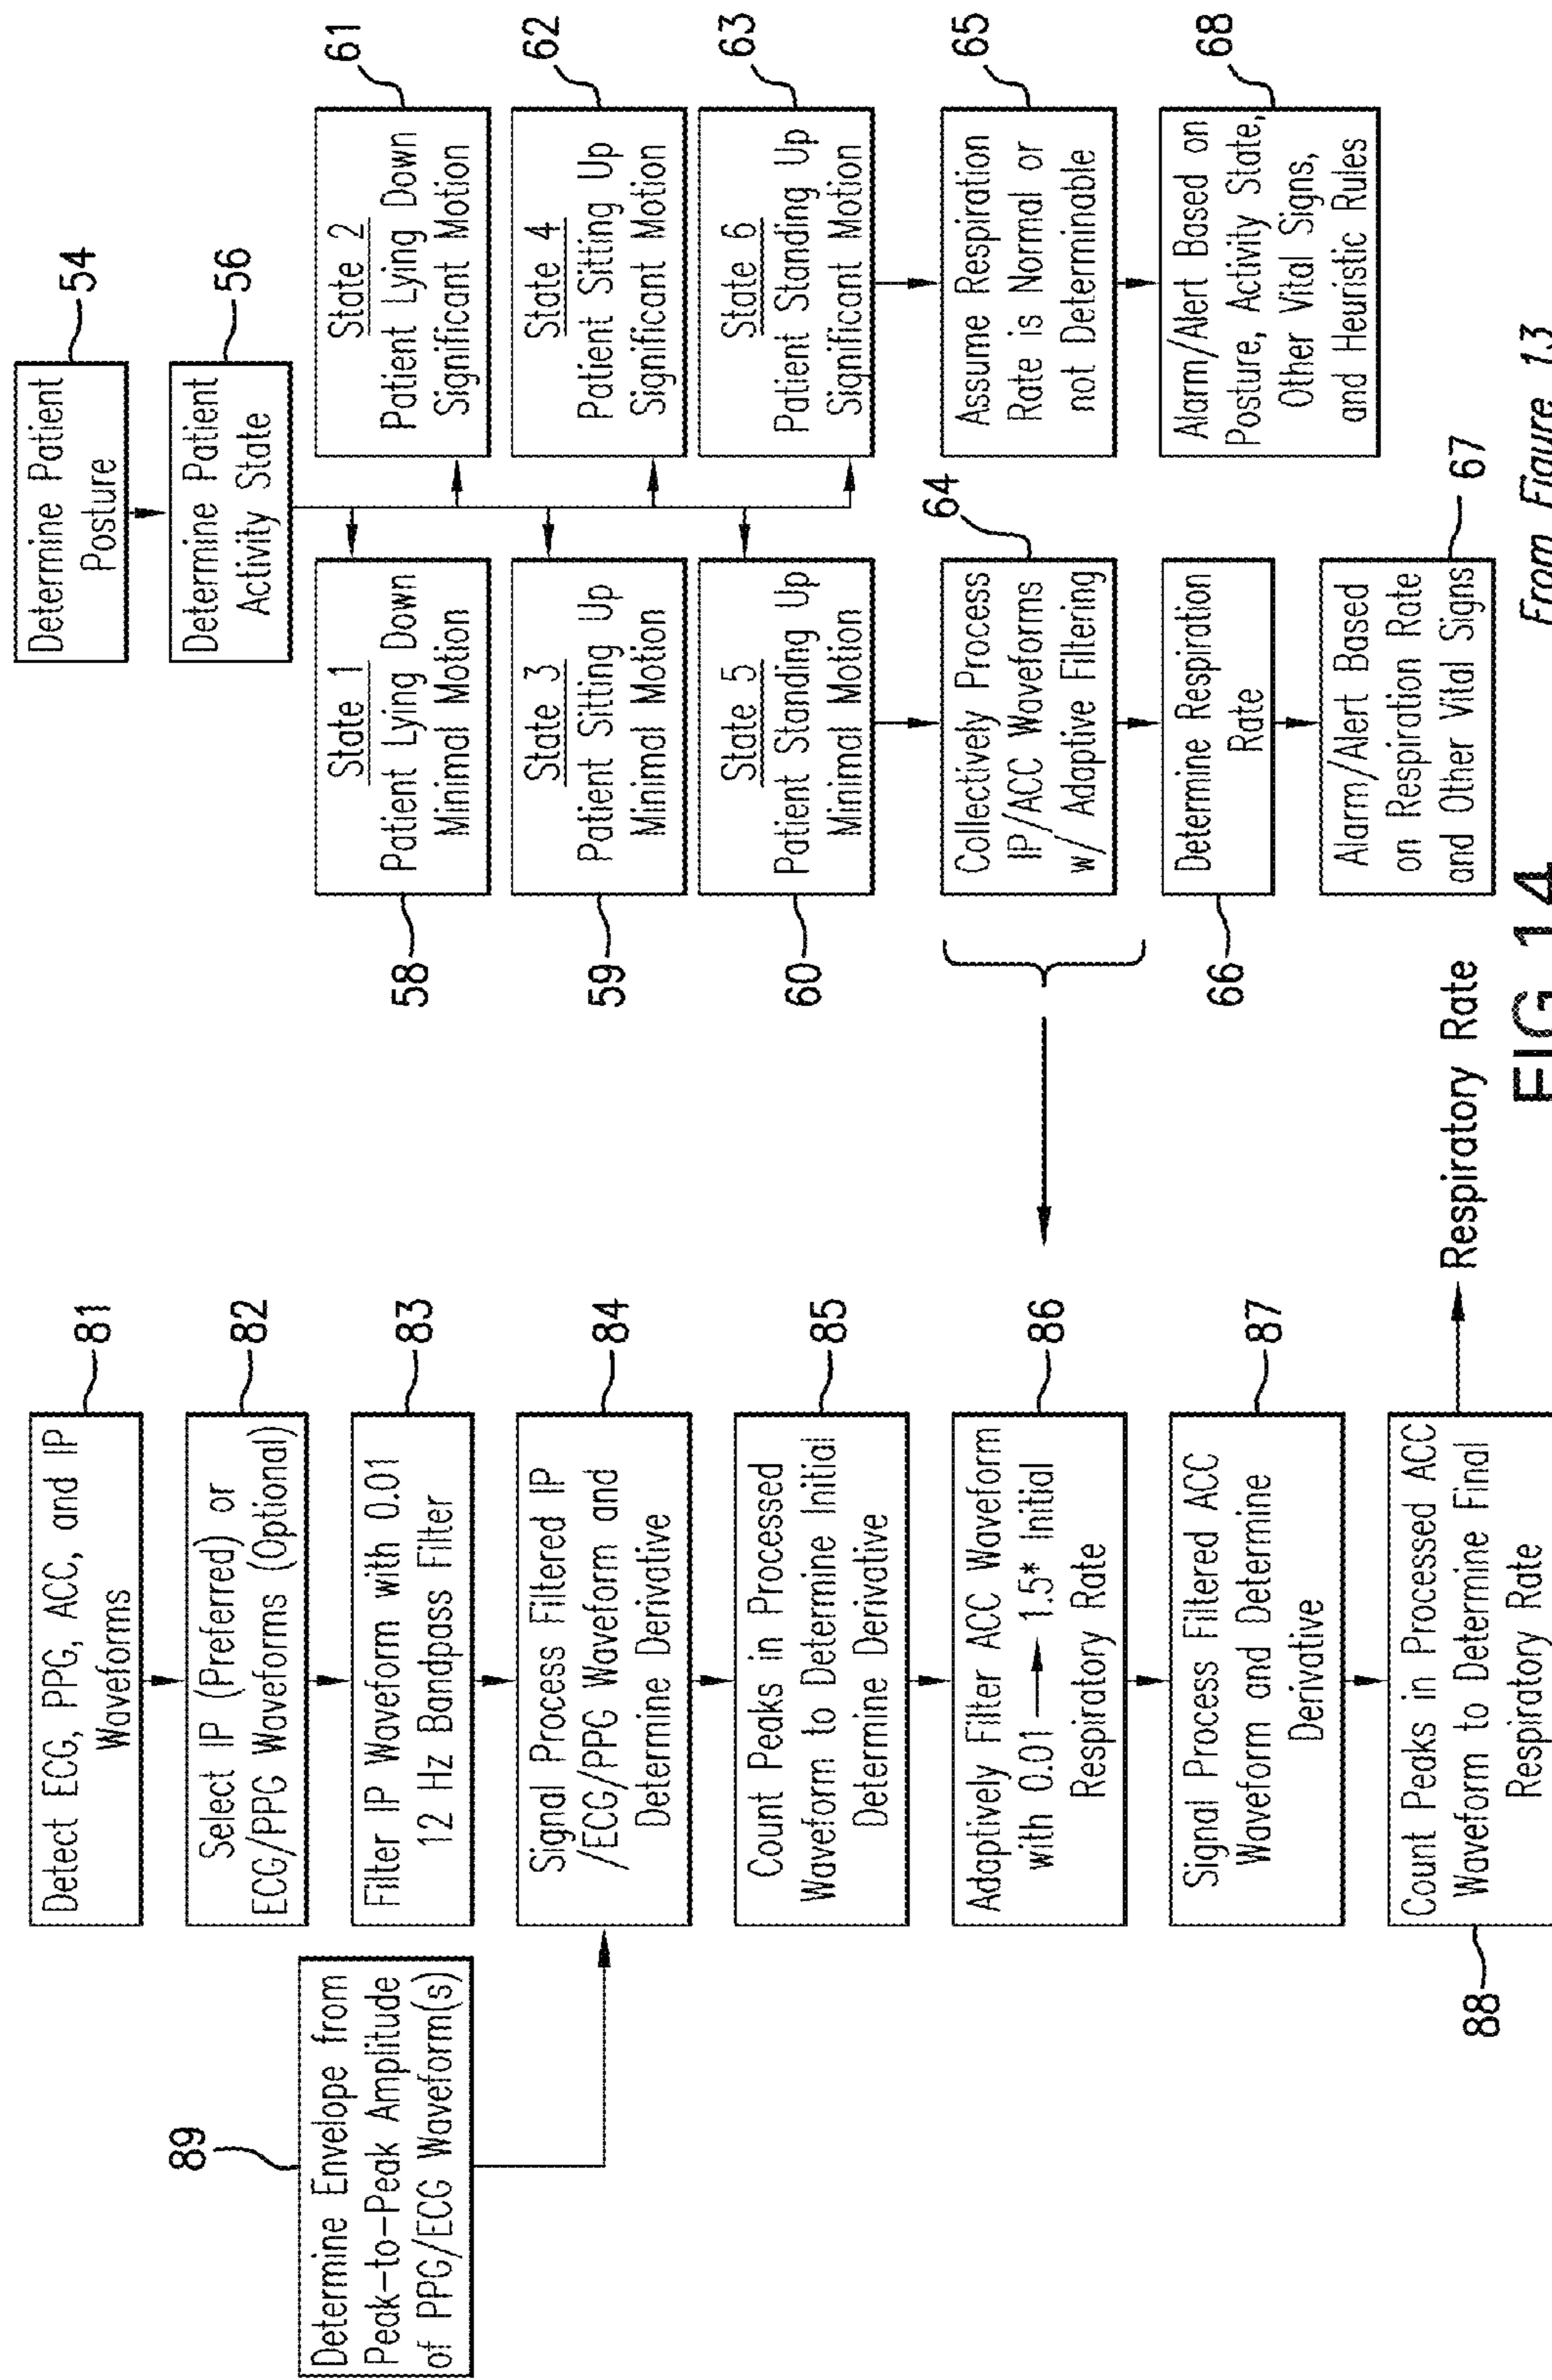 Determine Envelope from
Peak-to-Peak Amplitude
of PPG/ECG Waveform(s)
89
Detect ECG, PPG, ACC, and IP
Waveforms
81
Select IP (Preferred) or
ECG/PPG Waveforms (Optional)
82
Filter IP Waveform with 0.01
12 Hz Bandpass Filter
83
Signal Process Filtered IP
/ECG/PPG Waveform and
Determine Derivative
84
Count Peaks in Processed
Waveform to Determine Initial
Determine Derivative
85
Adaptively Filter ACC Waveform
with 0.01 → 1.5* Initial
Respiratory Rate
86
Signal Process Filtered ACC
Waveform and Determine
Derivative
87
Count Peaks in Processed ACC
Waveform to Determine Final
Respiratory Rate
88
Respiratory Rate
Determine Patient
Posture
54
Determine Patient
Activity State
56
State 1
Patient Lying Down
Minimal Motion
58
State 2
Patient Lying Down
Significant Motion
61
State 3
Patient Sitting Up
Minimal Motion
59
State 4
Patient Sitting Up
Significant Motion
62
State 5
Patient Standing Up
Minimal Motion
60
State 6
Patient Standing Up
Significant Motion
63
Collectively Process
IP/ACC Waveforms
w/ Adaptive Filtering
64
Assume Respiration
Rate is Normal or
not Determinable
65
Determine Respiration
Rate
66
Alarm/Alert Based
on Respiration Rate
and Other Vital Signs
67
Alarm/Alert Based on
Posture, Activity State,
Other Vital Signs,
and Heuristic Rules
68
From Figure 13
FIG. 14